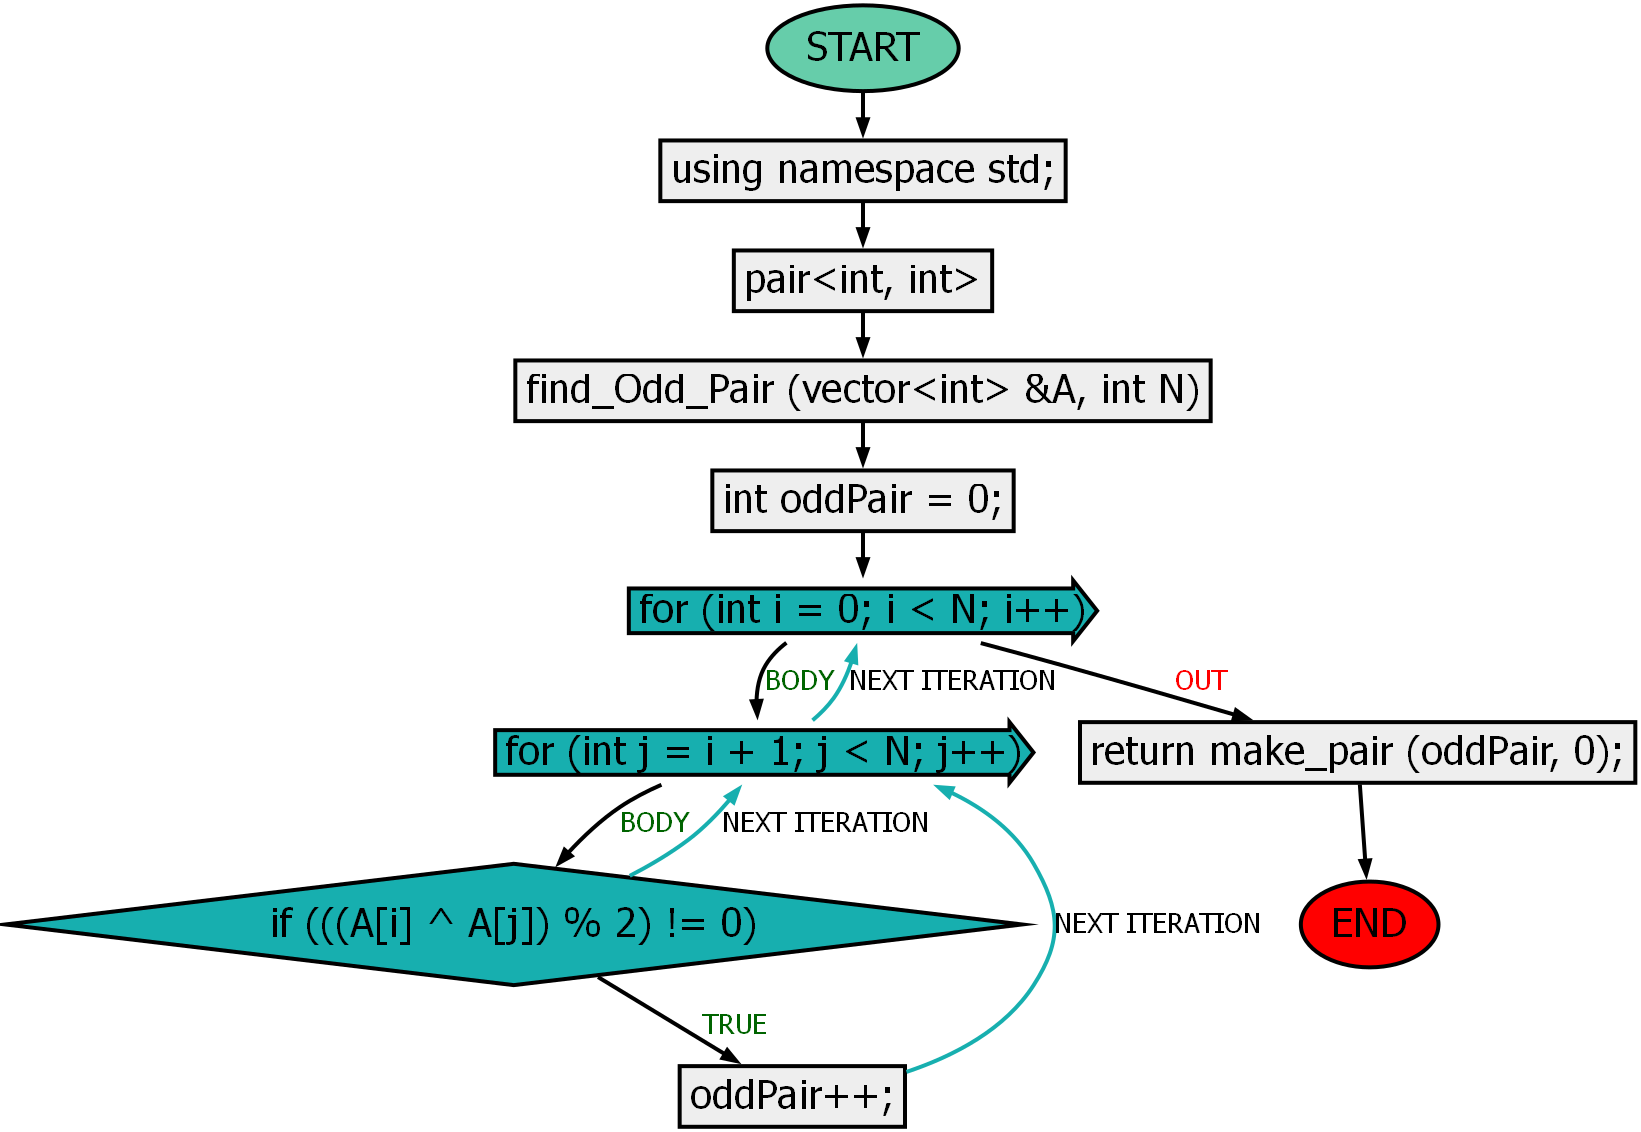 START
using namespace std;
pair<int, int>
find_Odd_Pair (vector<int> &A, int N)
int oddPair = 0;
for (int i = 0; i < N; i++)
BODY
NEXT ITERATION
OUT
for (int j = i + 1; j < N; j++)
return make_pair (oddPair, 0);
BODY
NEXT ITERATION
if (((A[i] ^ A[j]) % 2) != 0)
NEXT ITERATION
END
TRUE
oddPair++;